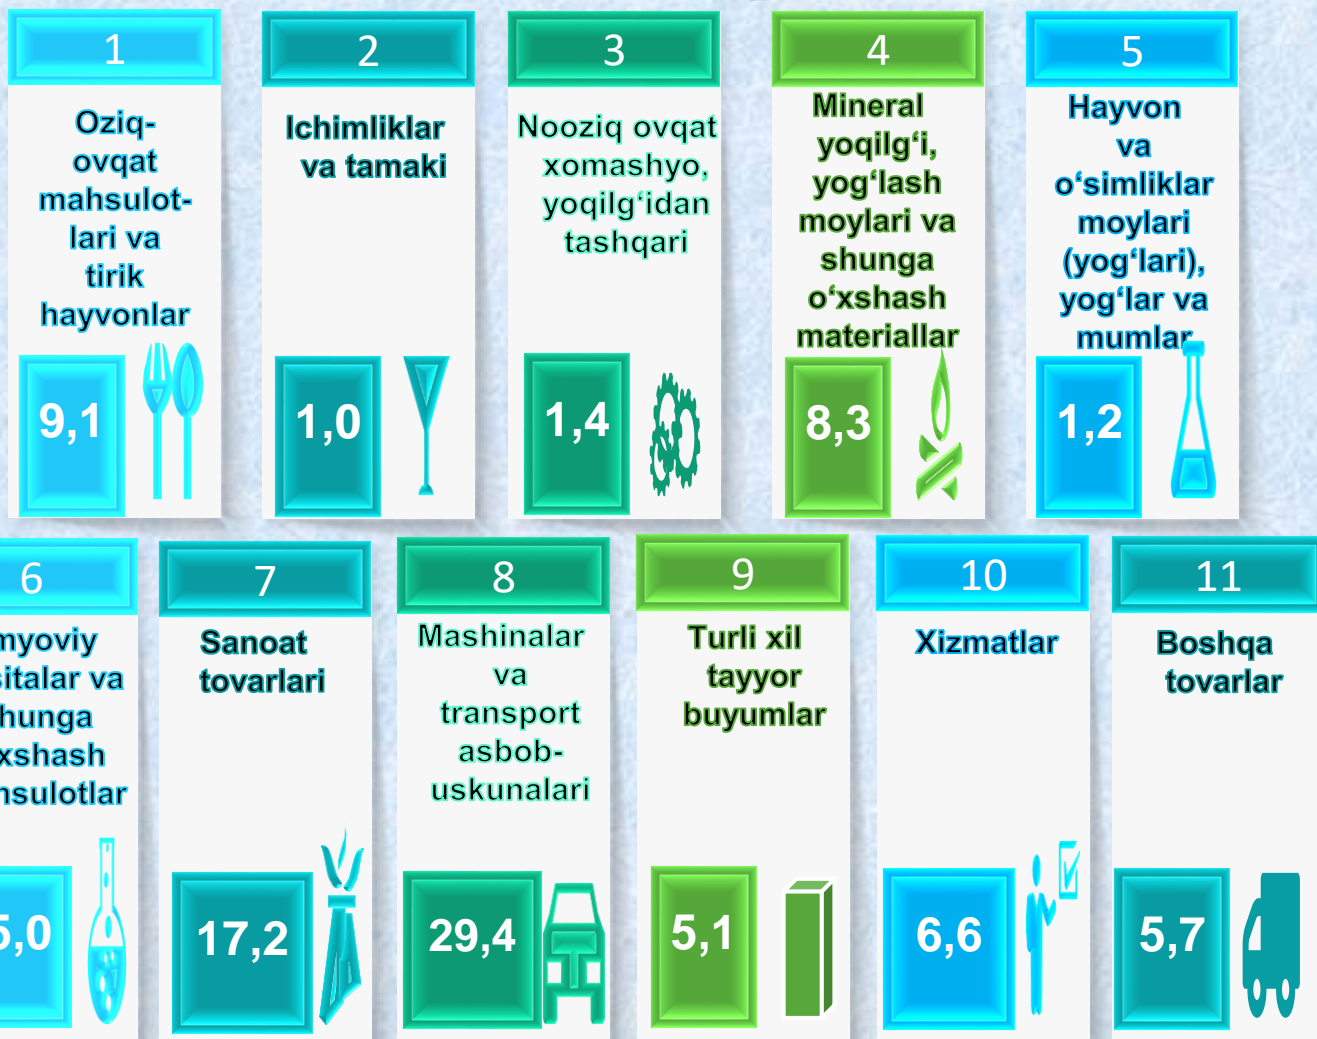 1
Oziq-
ovqat
mahsulot-
lari va
tirik
hayvonlar
9,1
2
Ichimliklar
va tamaki
1,0
3
Nooziq ovqat
xomashyo,
yoqilg‘idan
tashqari
1,4
4
Mineral
yoqilg‘i,
yog‘lash
moylari va
shunga
o‘xshash
materiallar
8,3
5
Hayvon
va
o‘simliklar
moylari
(yog‘lari),
yog‘lar va
mumlar
1,2
6
myoviy
sitalar va
hunga
xshash
hsulotlar
5,0
7
Sanoat
tovarlari
17,2
8
Mashinalar
va
transport
asbob-
uskunalari
29,4
9
Turli xil
tayyor
buyumlar
5,1
10
Xizmatlar
6,6
11
Boshqa
tovarlar
5,7